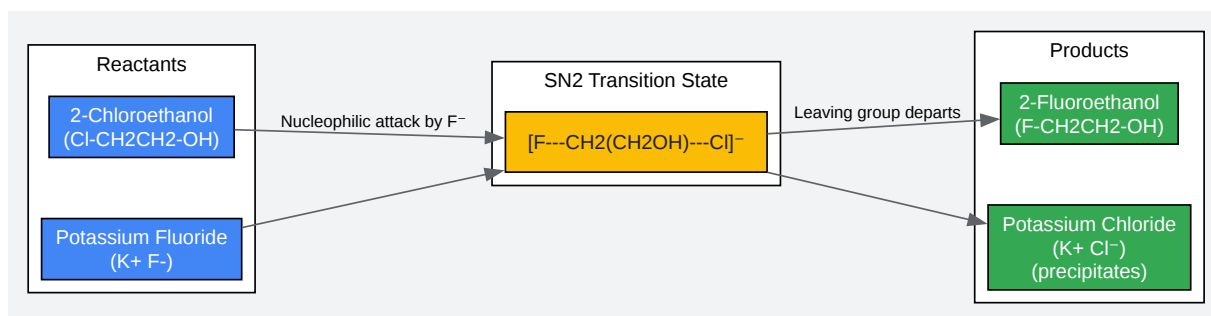 Reactants
2-Chloroethanol
(Cl-CH2CH2-OH)
Potassium Fluoride
(K+ F-)
Nucleophilic attack by F⁻
SN2 Transition State
[F---CH2(CH2OH)---Cl]⁻
Leaving group departs
Products
2-Fluoroethanol
(F-CH2CH2-OH)
Potassium Chloride
(K+ Cl⁻)
(precipitates)